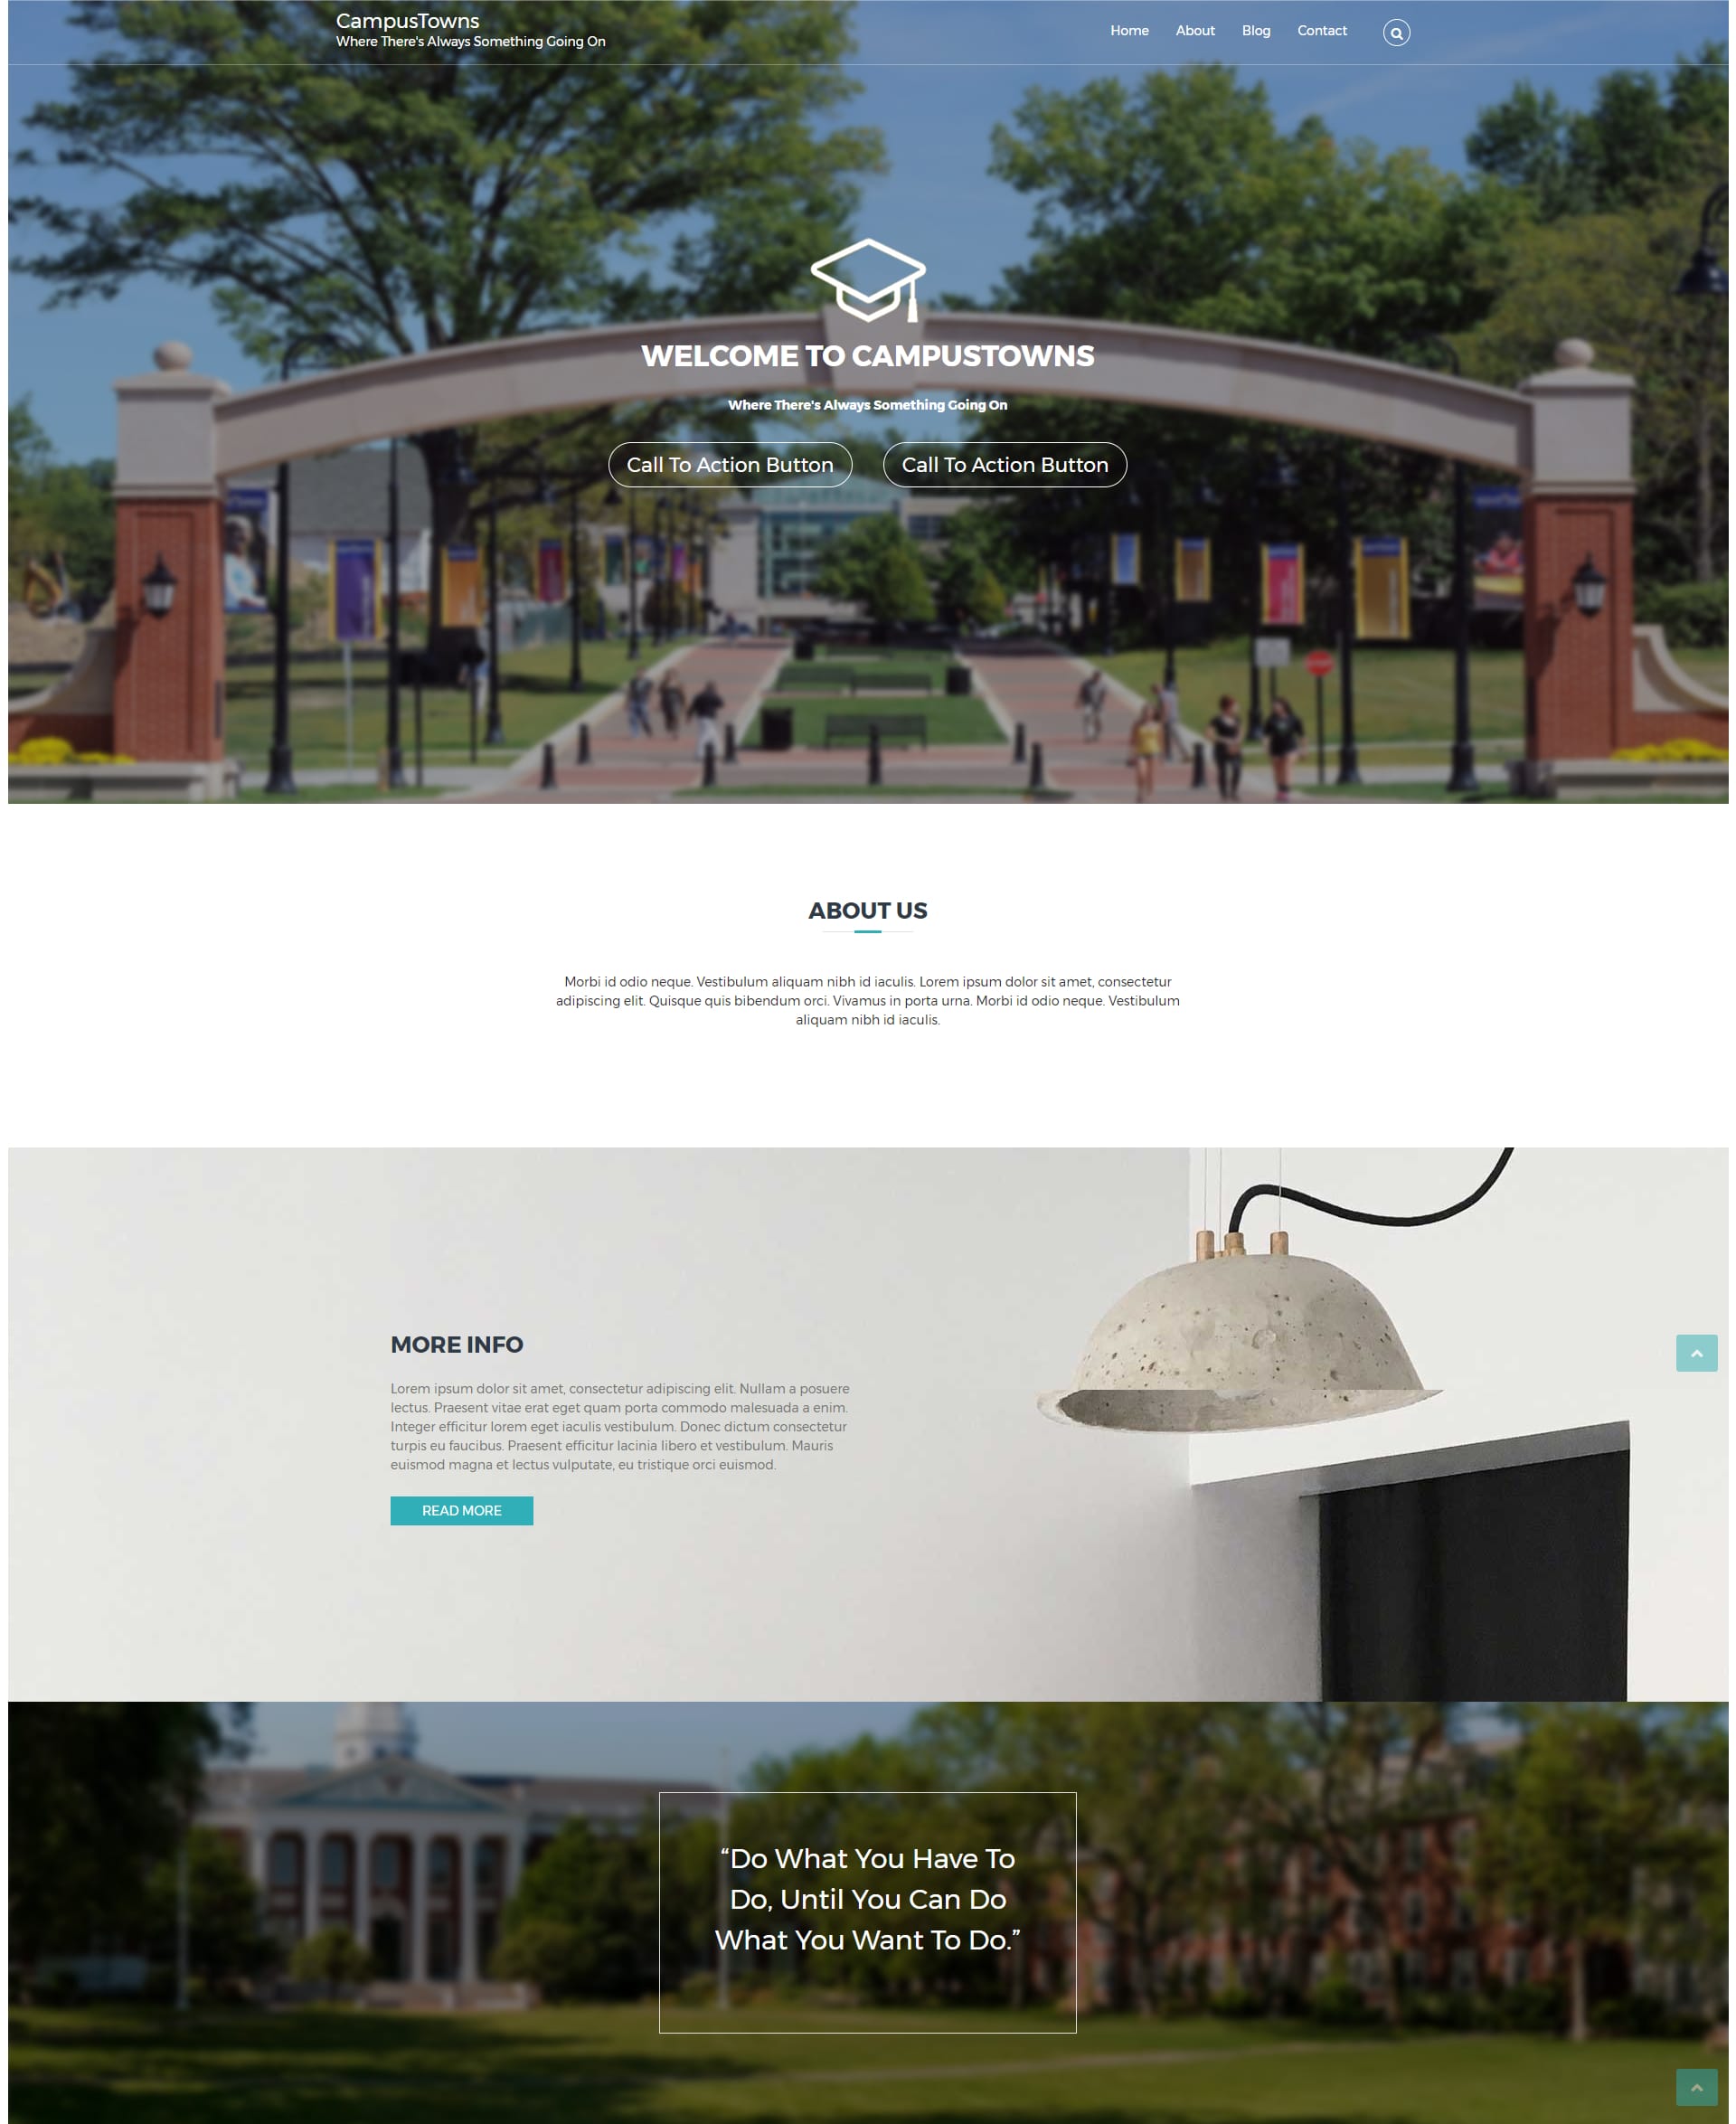 CampusTowns
Where There's Always Something Going On
Home About Blog Contact
WELCOME TO CAMPUSTOWNS
Where There's Always Something Going On
Call To Action Button Call To Action Button
ABOUT US
Morbi id odio neque. Vestibulum aliquam nibh id iaculis. Lorem ipsum dolor sit amet, consectetur
adipiscing elit. Quisque quis bibendum orci. Vivamus in porta urna. Morbi id odio neque. Vestibulum
aliquam nibh id iaculis.
MORE INFO
Lorem ipsum dolor sit amet, consectetur adipiscing elit. Nullam a posuere
lectus. Praesent vitae erat eget quam porta commodo malesuada a enim.
Integer efficitur lorem eget iaculis vestibulum. Donec dictum consectetur
turpis eu faucibus. Praesent efficitur lacinia libero et vestibulum. Mauris
euismod magna et lectus vulputate, eu tristique orci euismod.
READ MORE
“Do What You Have To
Do, Until You Can Do
What You Want To Do.”